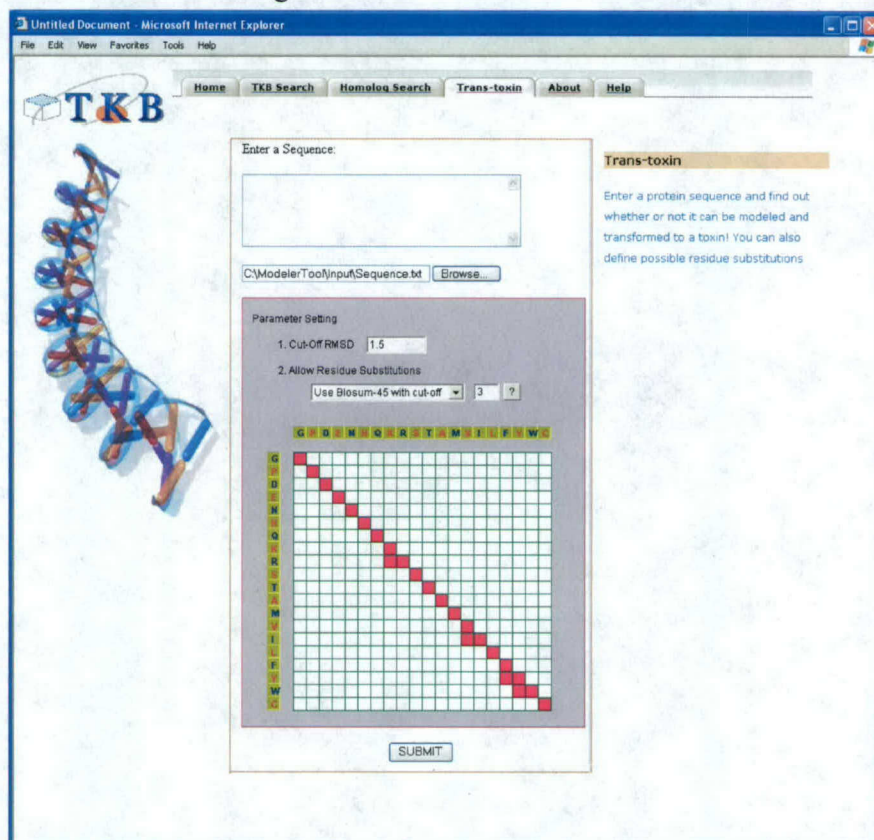 Untitled Document - Microsoft Internet Explorer
File Edit View Favorites Tools Help
TKB
Home TKB Search Homolog Search Trans-toxin About Help
Enter a Sequence:
C:\ModelerTool\input\Sequence.txt Browse...
Trans-toxin
Enter a protein sequence and find out
whether or not it can be modeled and
transformed to a toxin! You can also
define possible residue substitutions
Parameter Setting
1. Cut-Off RMSD 1.5
2. Allow Residue Substitutions
Use Blosum-45 with cut-off 3 ?
G P D E N H Q K R S T A M V I L F Y W C
G
P
D
E
N
H
Q
K
R
S
T
A
M
V
I
L
F
Y
W
C
SUBMIT